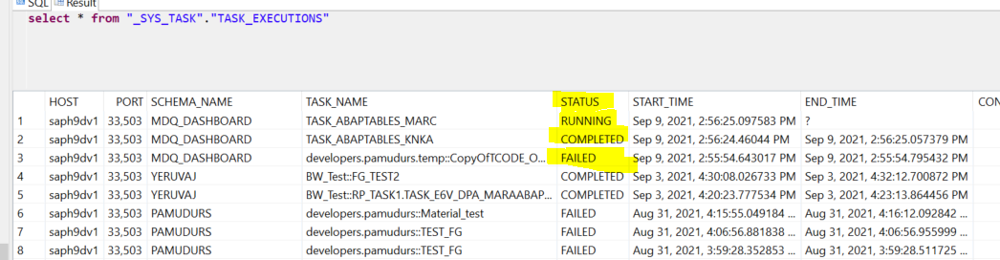 SQL Result
select * from "_SYS_TASK"."TASK_EXECUTIONS"
HOST PORT SCHEMA_NAME TASK_NAME STATUS START_TIME END_TIME CON
1 saph9dv1 33,503 MDQ_DASHBOARD TASK_ABAPTABLES_MARC RUNNING Sep 9, 2021, 2:56:25.097583 PM ?
2 saph9dv1 33,503 MDQ_DASHBOARD TASK_ABAPTABLES_KNKA COMPLETED Sep 9, 2021, 2:56:24.46044 PM Sep 9, 2021, 2:56:25.057379 PM
3 saph9dv1 33,503 MDQ_DASHBOARD developers.pamudurs.temp::CopyOfTCODE_O... FAILED Sep 9, 2021, 2:55:54.643017 PM Sep 9, 2021, 2:55:54.795432 PM
4 saph9dv1 33,503 YERUVAJ BW_Test::FG_TEST2 COMPLETED Sep 3, 2021, 4:30:08.026733 PM Sep 3, 2021, 4:32:12.700872 PM
5 saph9dv1 33,503 YERUVAJ BW_Test::RP_TASK1.TASK_E6V_DPA_MARAABAP... COMPLETED Sep 3, 2021, 4:20:23.777534 PM Sep 3, 2021, 4:23:13.864456 PM
6 saph9dv1 33,503 PAMUDURS developers.pamudurs::Material_test FAILED Aug 31, 2021, 4:15:55.049184 ... Aug 31, 2021, 4:16:12.092842 ...
7 saph9dv1 33,503 PAMUDURS developers.pamudurs::TEST_FG FAILED Aug 31, 2021, 4:06:56.881838 ... Aug 31, 2021, 4:06:56.955999 ...
8 saph9dv1 33,503 PAMUDURS developers.pamudurs::TEST_FG FAILED Aug 31, 2021, 3:59:28.352853 ... Aug 31, 2021, 3:59:28.511725 ...